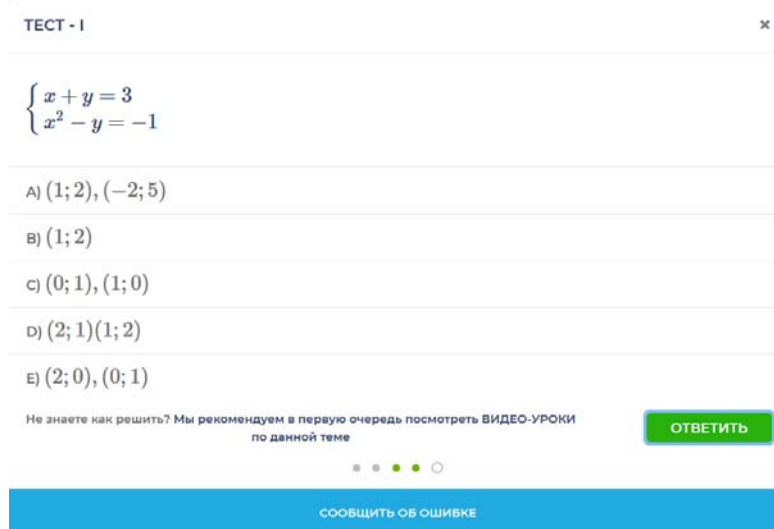 ТЕСТ - I
×
{ x + y = 3
x² − y = −1
A) (1; 2), (−2; 5)
B) (1; 2)
C) (0; 1), (1; 0)
D) (2; 1)(1; 2)
E) (2; 0), (0; 1)
Не знаете как решить? Мы рекомендуем в первую очередь посмотреть ВИДЕО-УРОКИ
по данной теме
ОТВЕТИТЬ
СООБЩИТЬ ОБ ОШИБКЕ